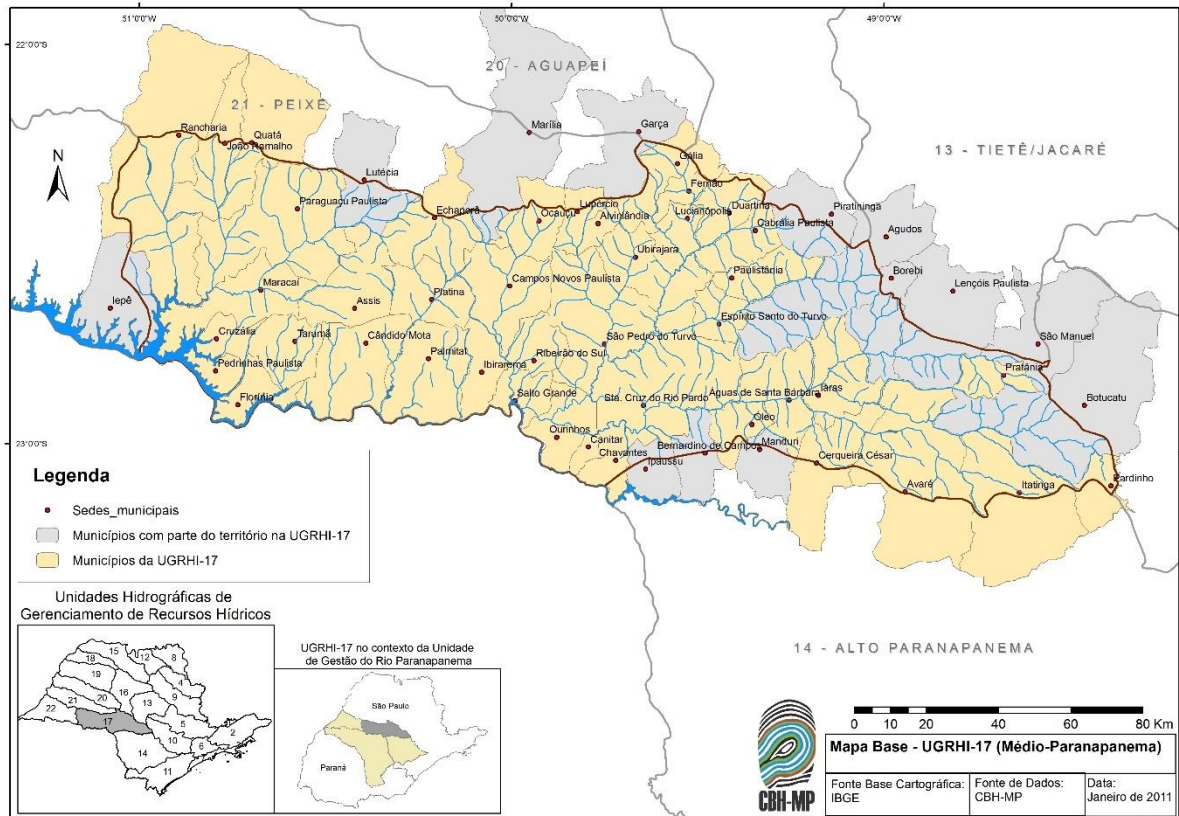 51°0'0"S
50°0'0"S
49°0'0"S
22°0'0"S
20 - AGUAPEÍ
21 - PEIXE
Rancharia
Quatá
João Ramalho
Marília
Garça
13 - TIETÊ/JACARÉ
N
Gália
Lutécia
Fernão
Paraguaçu Paulista
Echaporã
Ocauçu
Lupércio
Alvinlândia
Lucianópolis
Duartina
Cabrália Paulista
Piratininga
Agudos
Ubirajara
Paulistânia
Borebi
Lençóis Paulista
Maracaí
Platina
Campos Novos Paulista
Iepê
Assis
Espírito Santo do Turvo
Cruzália
Tarumã
Cândido Mota
São Pedro do Turvo
São Manuel
Pedrinhas Paulista
Palmital
Ibirarema
Ribeirão do Sul
Pratânia
Florínia
Salto Grande
Sta. Cruz do Rio Pardo
Águas de Santa Bárbara
Iaras
Botucatu
Óleo
23°0'0"S
Ourinhos
Canitar
Chavantes
Bernardino de Campos
Manduri
Ipaussu
Cerqueira César
Avaré
Itatinga
Pardinho
Legenda
Sedes_municipais
Municípios com parte do território na UGRHI-17
Municípios da UGRHI-17
Unidades Hidrográficas de
Gerenciamento de Recursos Hídricos
15
18
12
8
19
4
16
9
21
20
13
22
17
5
2
10
6
14
11
UGRHI-17 no contexto da Unidade
de Gestão do Rio Paranapanema
São Paulo
Paraná
14 - ALTO PARANAPANEMA
0 10 20 40 60 80 Km
CBH-MP
Mapa Base - UGRHI-17 (Médio-Paranapanema)
Fonte Base Cartográfica:
IBGE
Fonte de Dados:
CBH-MP
Data:
Janeiro de 2011